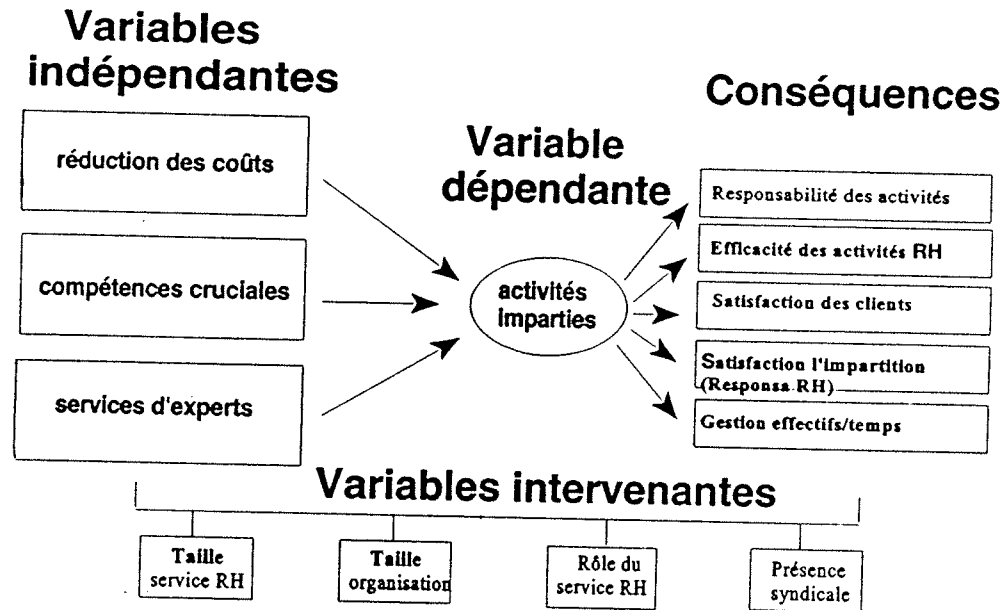 Variables
indépendantes
réduction des coûts
compétences cruciales
services d'experts
Variable
dépendante
activités
imparties
Conséquences
Responsabilité des activités
Efficacité des activités RH
Satisfaction des clients
Satisfaction l'impartition
(Responsa.RH)
Gestion effectifs/temps
Variables intervenantes
Taille
service RH
Taille
organisation
Rôle du
service RH
Présence
syndicale